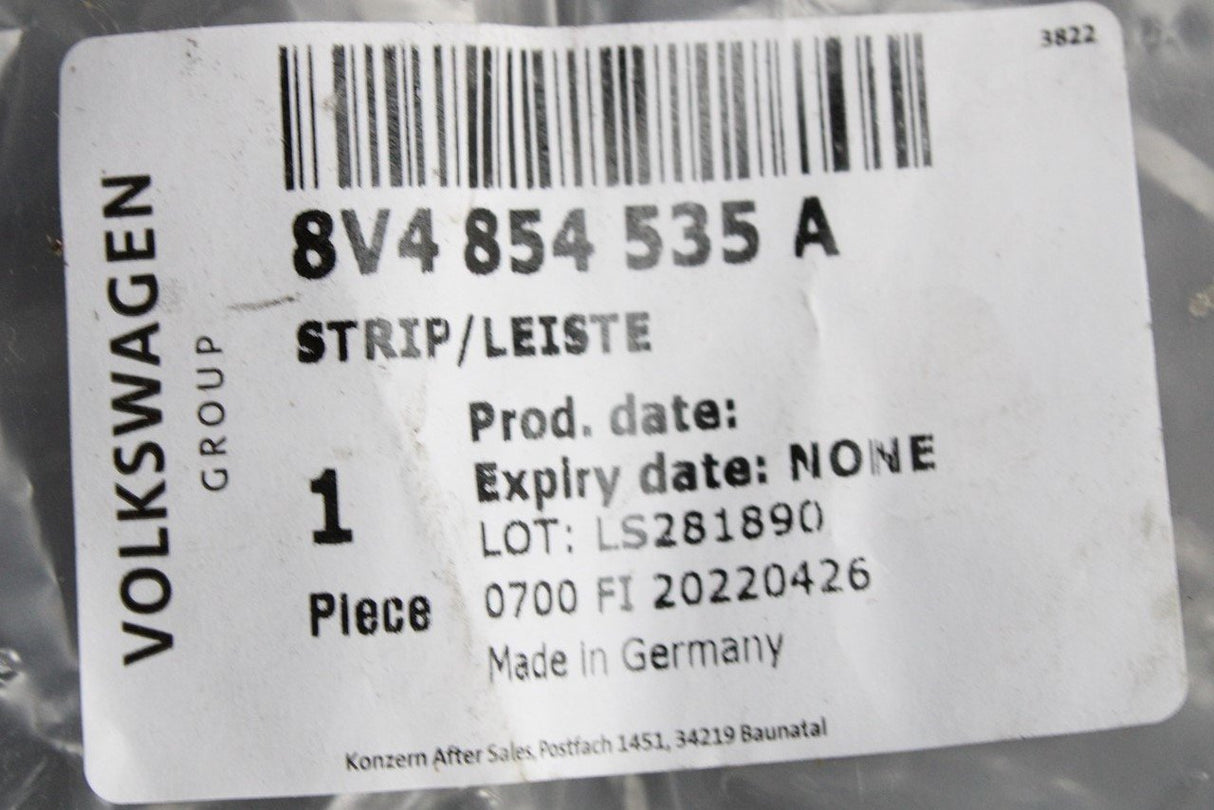 3822
VOLKSWAGEN
GROUP
8V4 854 535 A
STRIP/LEISTE
1
Piece
Prod. date:
Expiry date: NONE
LOT: LS281890
0700 FI 20220426
Made in Germany
Konzern After Sales, Postfach 1451, 34219 Baunatal